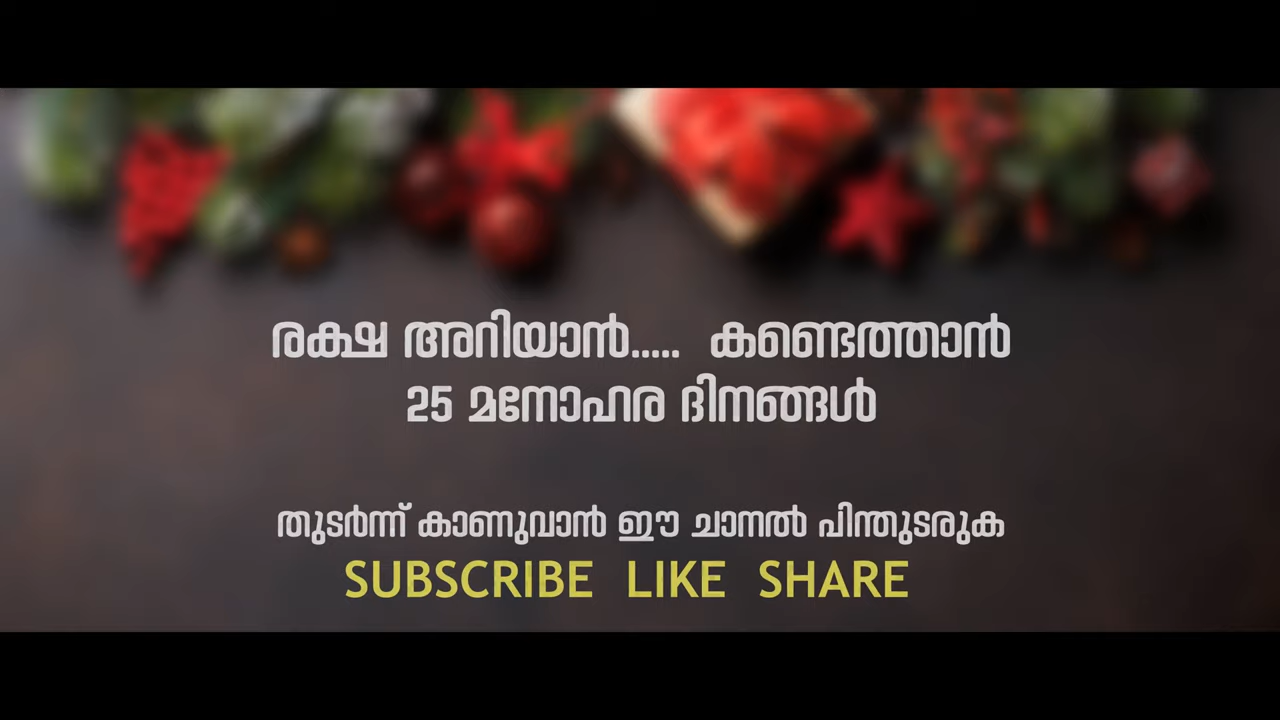 രക്ഷ അറിയാൻ..... കണ്ടെത്താൻ
25 മനോഹര ദിനങ്ങൾ
തുടർന്ന് കാണുവാൻ ഈ ചാനൽ പിന്തുടരുക
SUBSCRIBE LIKE SHARE